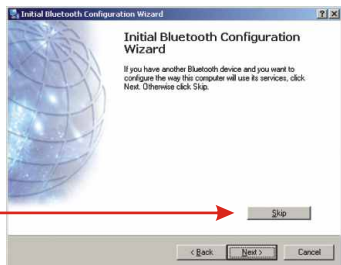 Initial Bluetooth Configuration Wizard
Initial Bluetooth Configuration
Wizard
If you have another Bluetooth device and you want to
configure the way this computer will use its services, click
Next. Otherwise click Skip.
Skip
< Back Next > Cancel